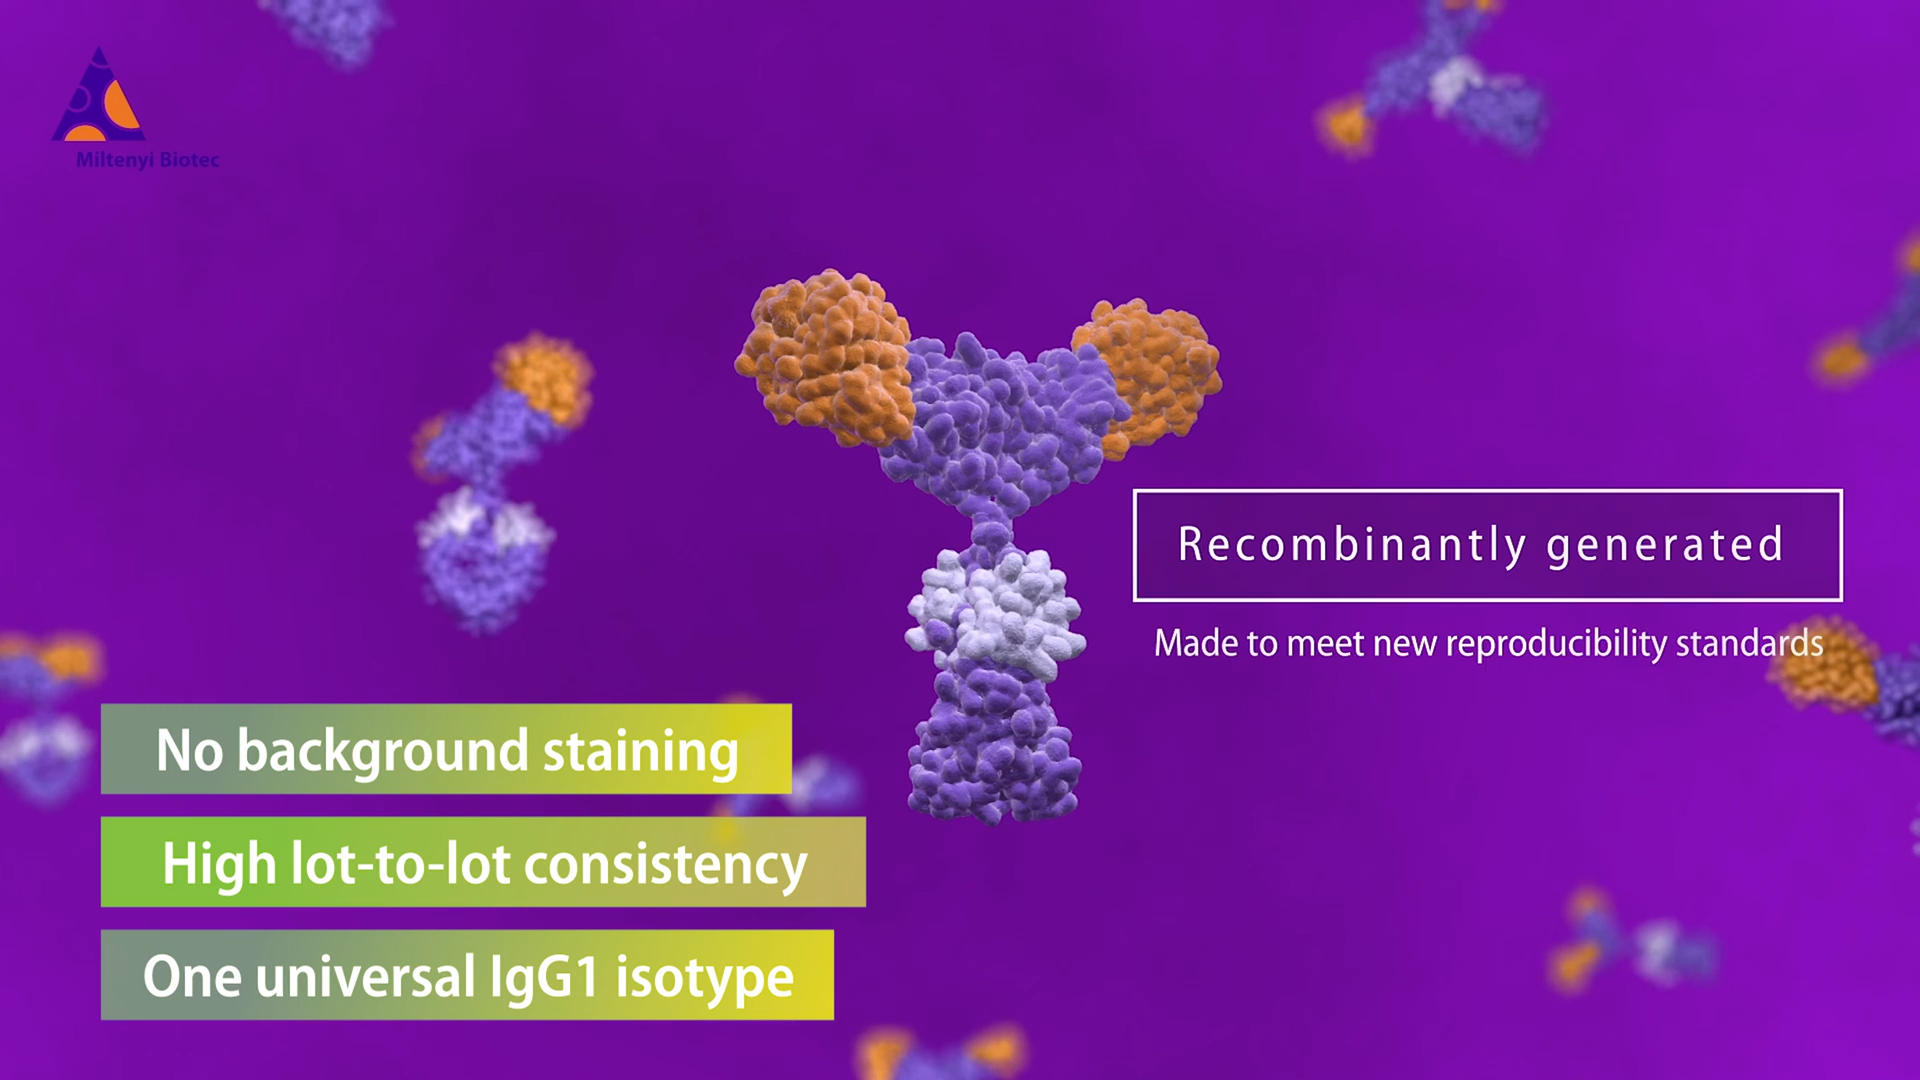 Miltenyi Biotec
Recombinantly generated
Made to meet new reproducibility standards
No background staining
High lot-to-lot consistency
One universal IgG1 isotype